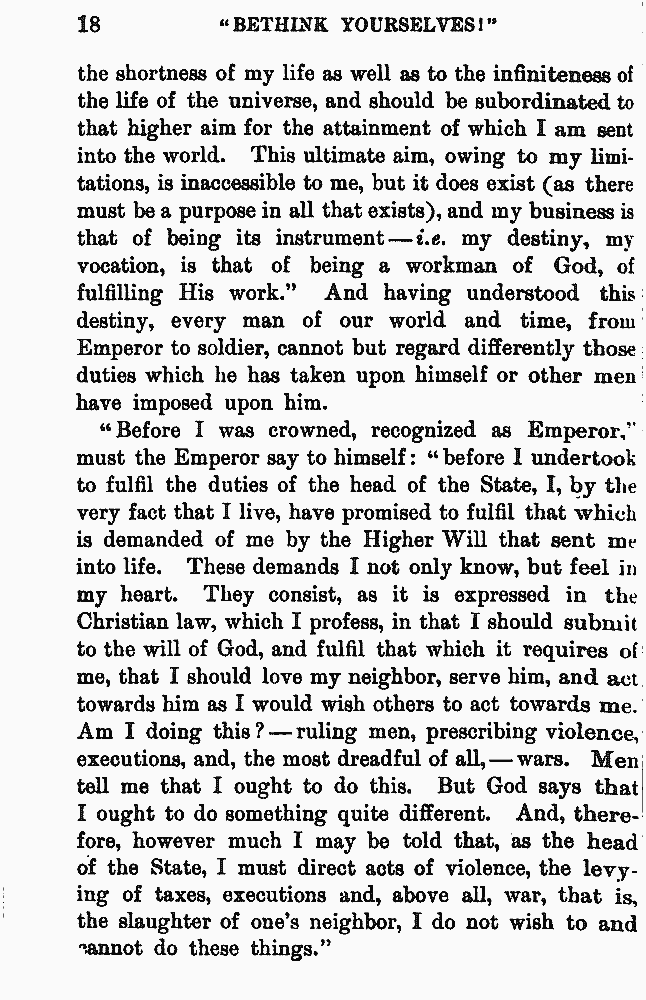 18 "BETHINK YOURSELVES!"
the shortness of my life as well as to the infiniteness of
the life of the universe, and should be subordinated to
that higher aim for the attainment of which I am sent
into the world. This ultimate aim, owing to my limi-
tations, is inaccessible to me, but it does exist (as there
must be a purpose in all that exists), and my business is
that of being its instrument—i.e. my destiny, my
vocation, is that of being a workman of God, of
fulfilling His work." And having understood this
destiny, every man of our world and time, from
Emperor to soldier, cannot but regard differently those
duties which he has taken upon himself or other men
have imposed upon him.
"Before I was crowned, recognized as Emperor,"
must the Emperor say to himself: "before I undertook
to fulfil the duties of the head of the State, I, by the
very fact that I live, have promised to fulfil that which
is demanded of me by the Higher Will that sent me
into life. These demands I not only know, but feel in
my heart. They consist, as it is expressed in the
Christian law, which I profess, in that I should submit
to the will of God, and fulfil that which it requires of
me, that I should love my neighbor, serve him, and act
towards him as I would wish others to act towards me.
Am I doing this?—ruling men, prescribing violence,
executions, and, the most dreadful of all,—wars. Men
tell me that I ought to do this. But God says that
I ought to do something quite different. And, there-
fore, however much I may be told that, as the head
of the State, I must direct acts of violence, the levy-
ing of taxes, executions and, above all, war, that is,
the slaughter of one's neighbor, I do not wish to and
cannot do these things."